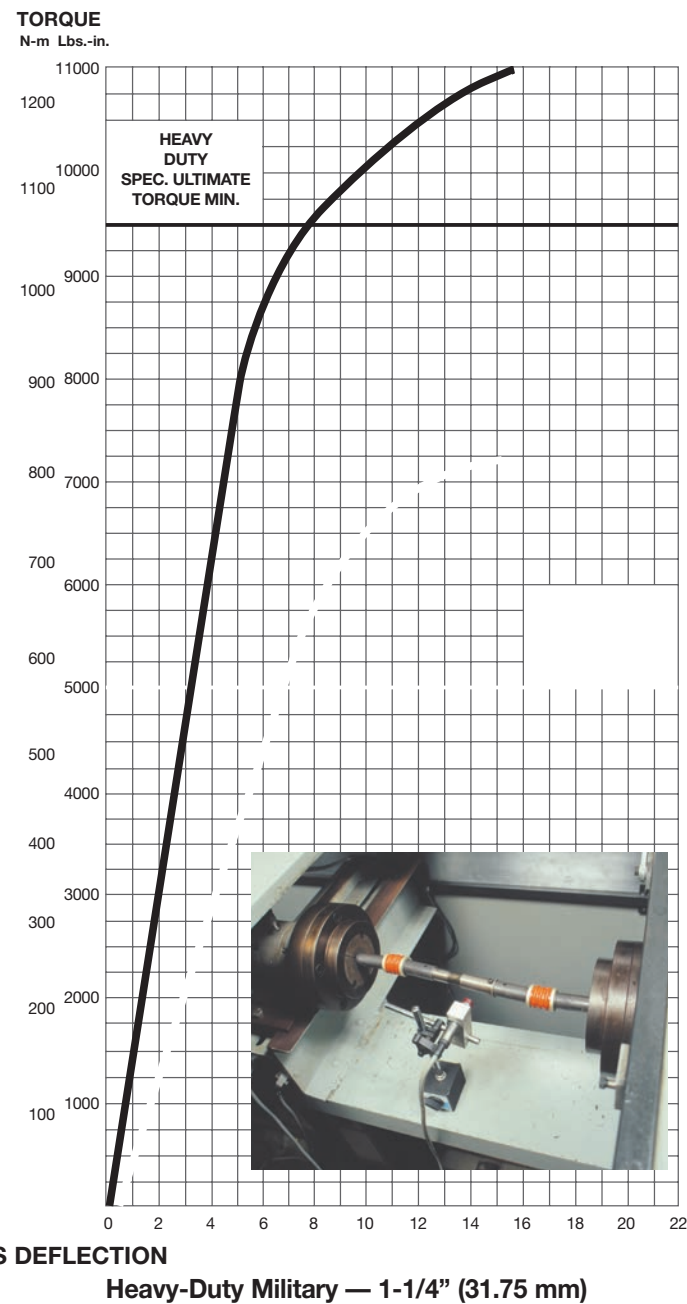 TORQUE
N-m Lbs.-in.
11000
1200
HEAVY
DUTY
SPEC. ULTIMATE
TORQUE MIN.
10000
1100
9000
1000
900 8000
800
7000
700
6000
600
5000
500
4000
400
3000
300
2000
200
100 1000
0 2 4 6 8 10 12 14 16 18 20 22
S DEFLECTION
Heavy-Duty Military — 1-1/4” (31.75 mm)